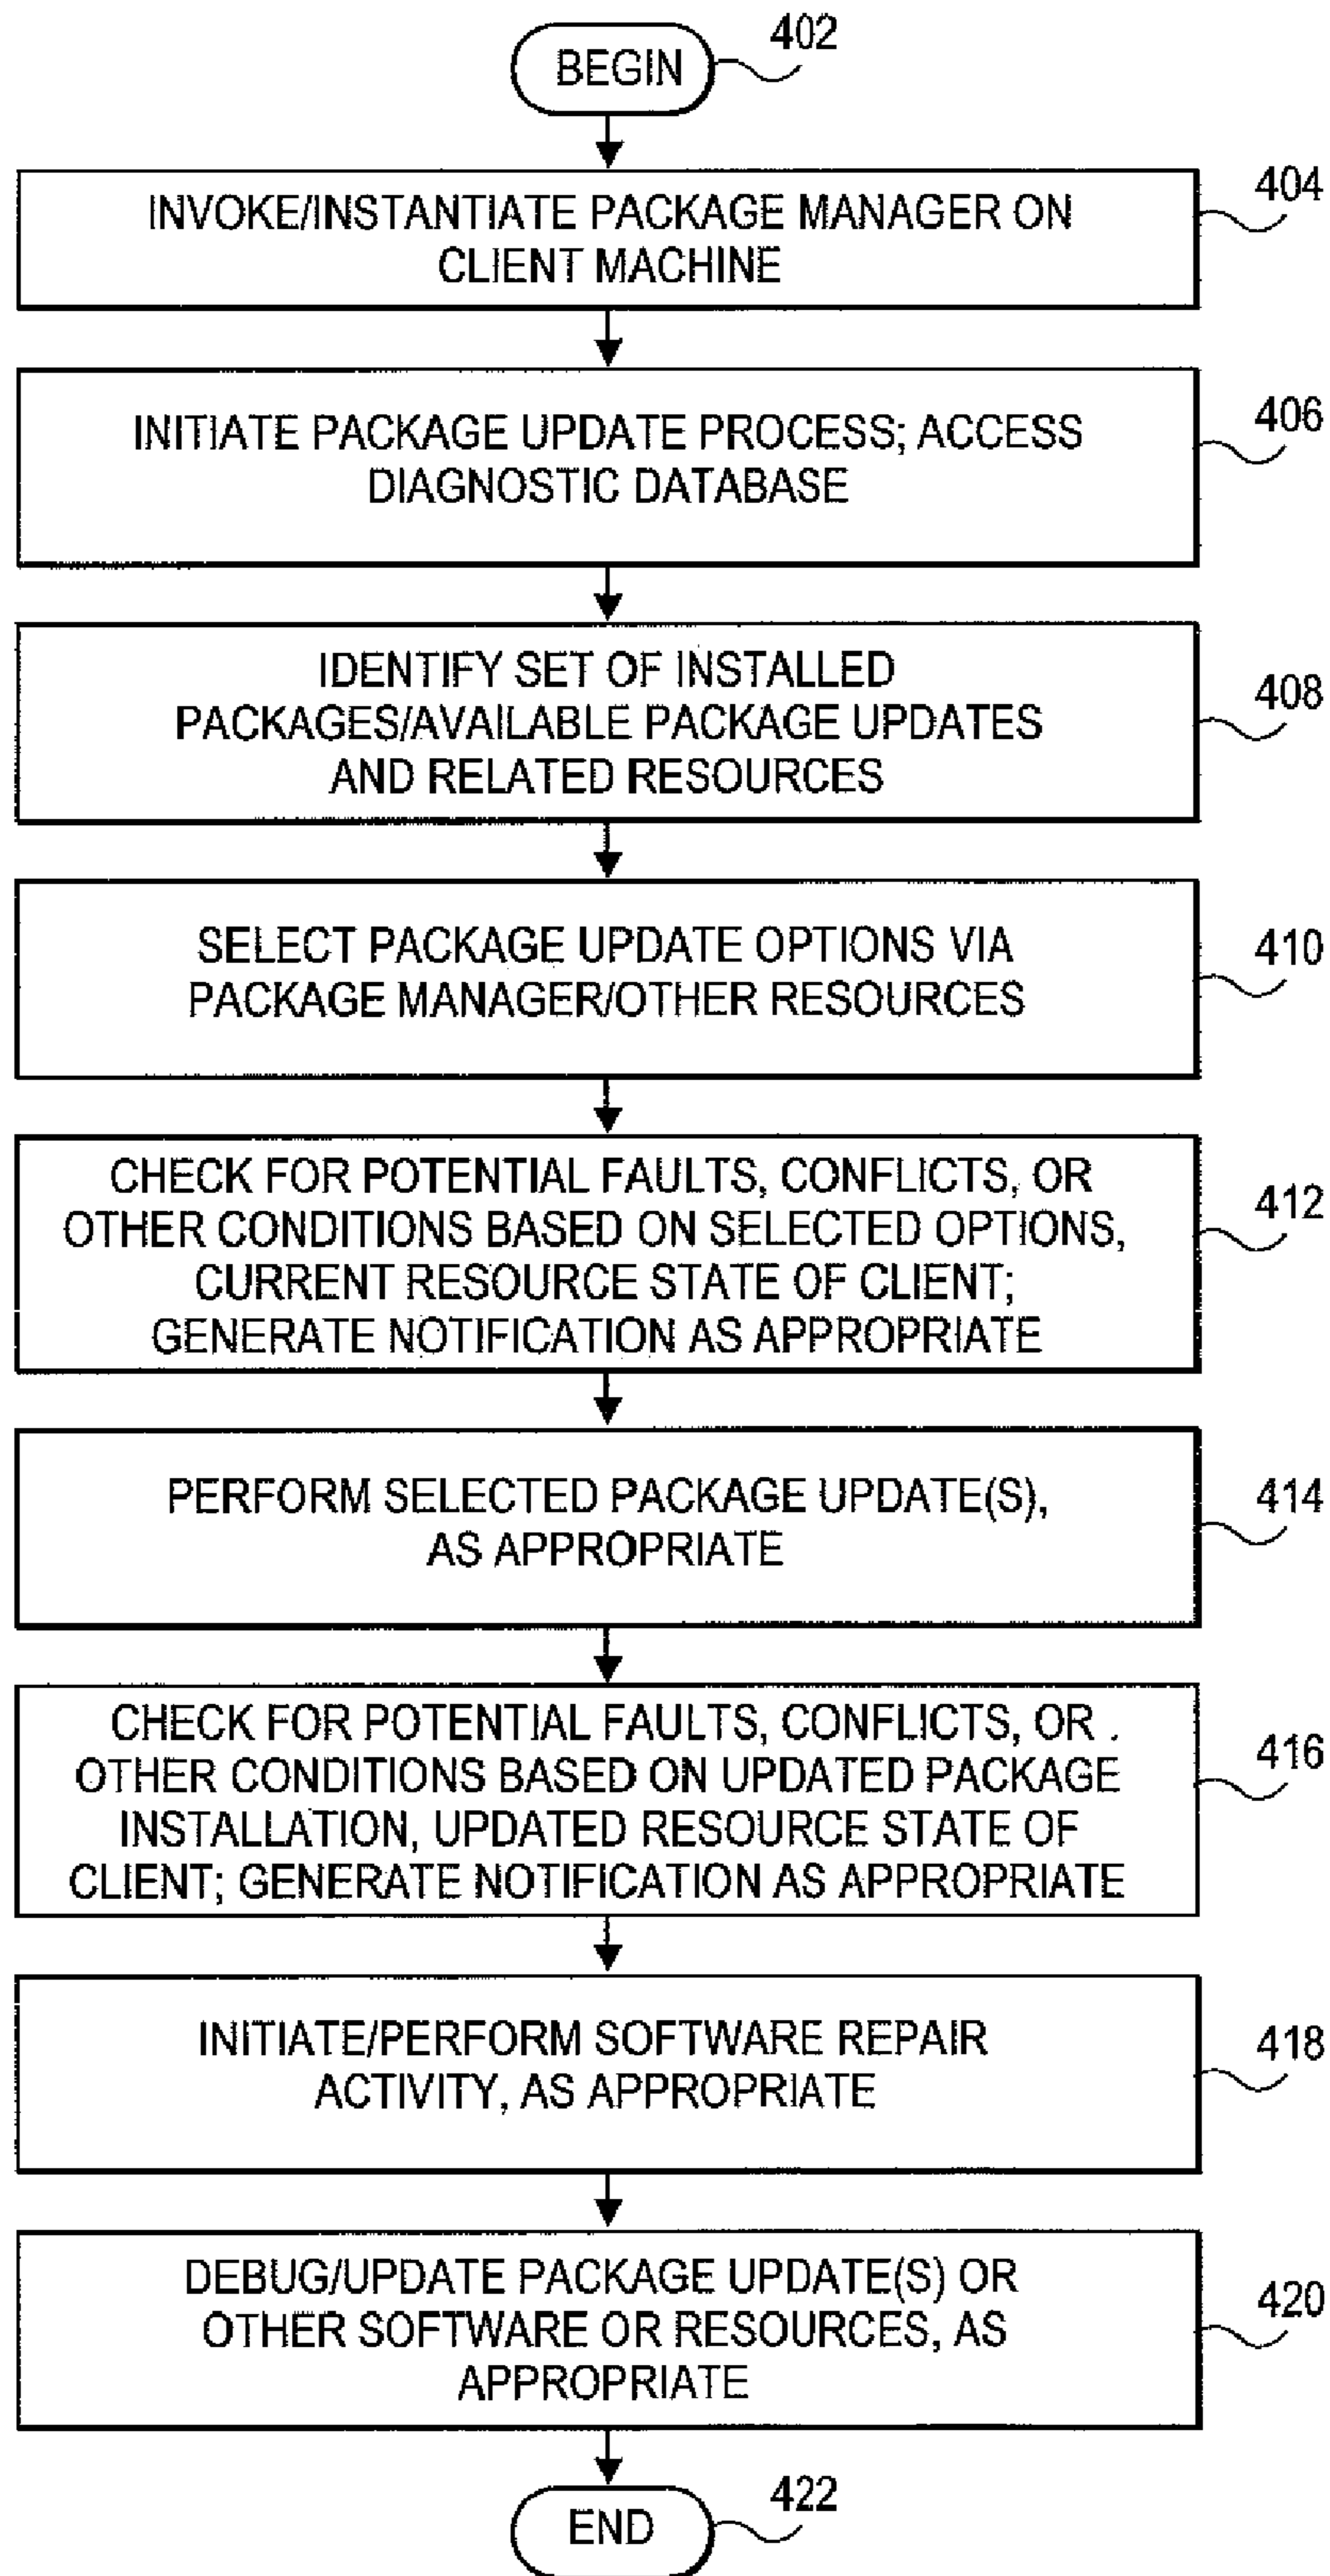 BEGIN
402
INVOKE/INSTANTIATE PACKAGE MANAGER ON
CLIENT MACHINE
404
INITIATE PACKAGE UPDATE PROCESS; ACCESS
DIAGNOSTIC DATABASE
406
IDENTIFY SET OF INSTALLED
PACKAGES/AVAILABLE PACKAGE UPDATES
AND RELATED RESOURCES
408
SELECT PACKAGE UPDATE OPTIONS VIA
PACKAGE MANAGER/OTHER RESOURCES
410
CHECK FOR POTENTIAL FAULTS, CONFLICTS, OR
OTHER CONDITIONS BASED ON SELECTED OPTIONS,
CURRENT RESOURCE STATE OF CLIENT;
GENERATE NOTIFICATION AS APPROPRIATE
412
PERFORM SELECTED PACKAGE UPDATE(S),
AS APPROPRIATE
414
CHECK FOR POTENTIAL FAULTS, CONFLICTS, OR
OTHER CONDITIONS BASED ON UPDATED PACKAGE
INSTALLATION, UPDATED RESOURCE STATE OF
CLIENT; GENERATE NOTIFICATION AS APPROPRIATE
416
INITIATE/PERFORM SOFTWARE REPAIR
ACTIVITY, AS APPROPRIATE
418
DEBUG/UPDATE PACKAGE UPDATE(S) OR
OTHER SOFTWARE OR RESOURCES, AS
APPROPRIATE
420
END
422